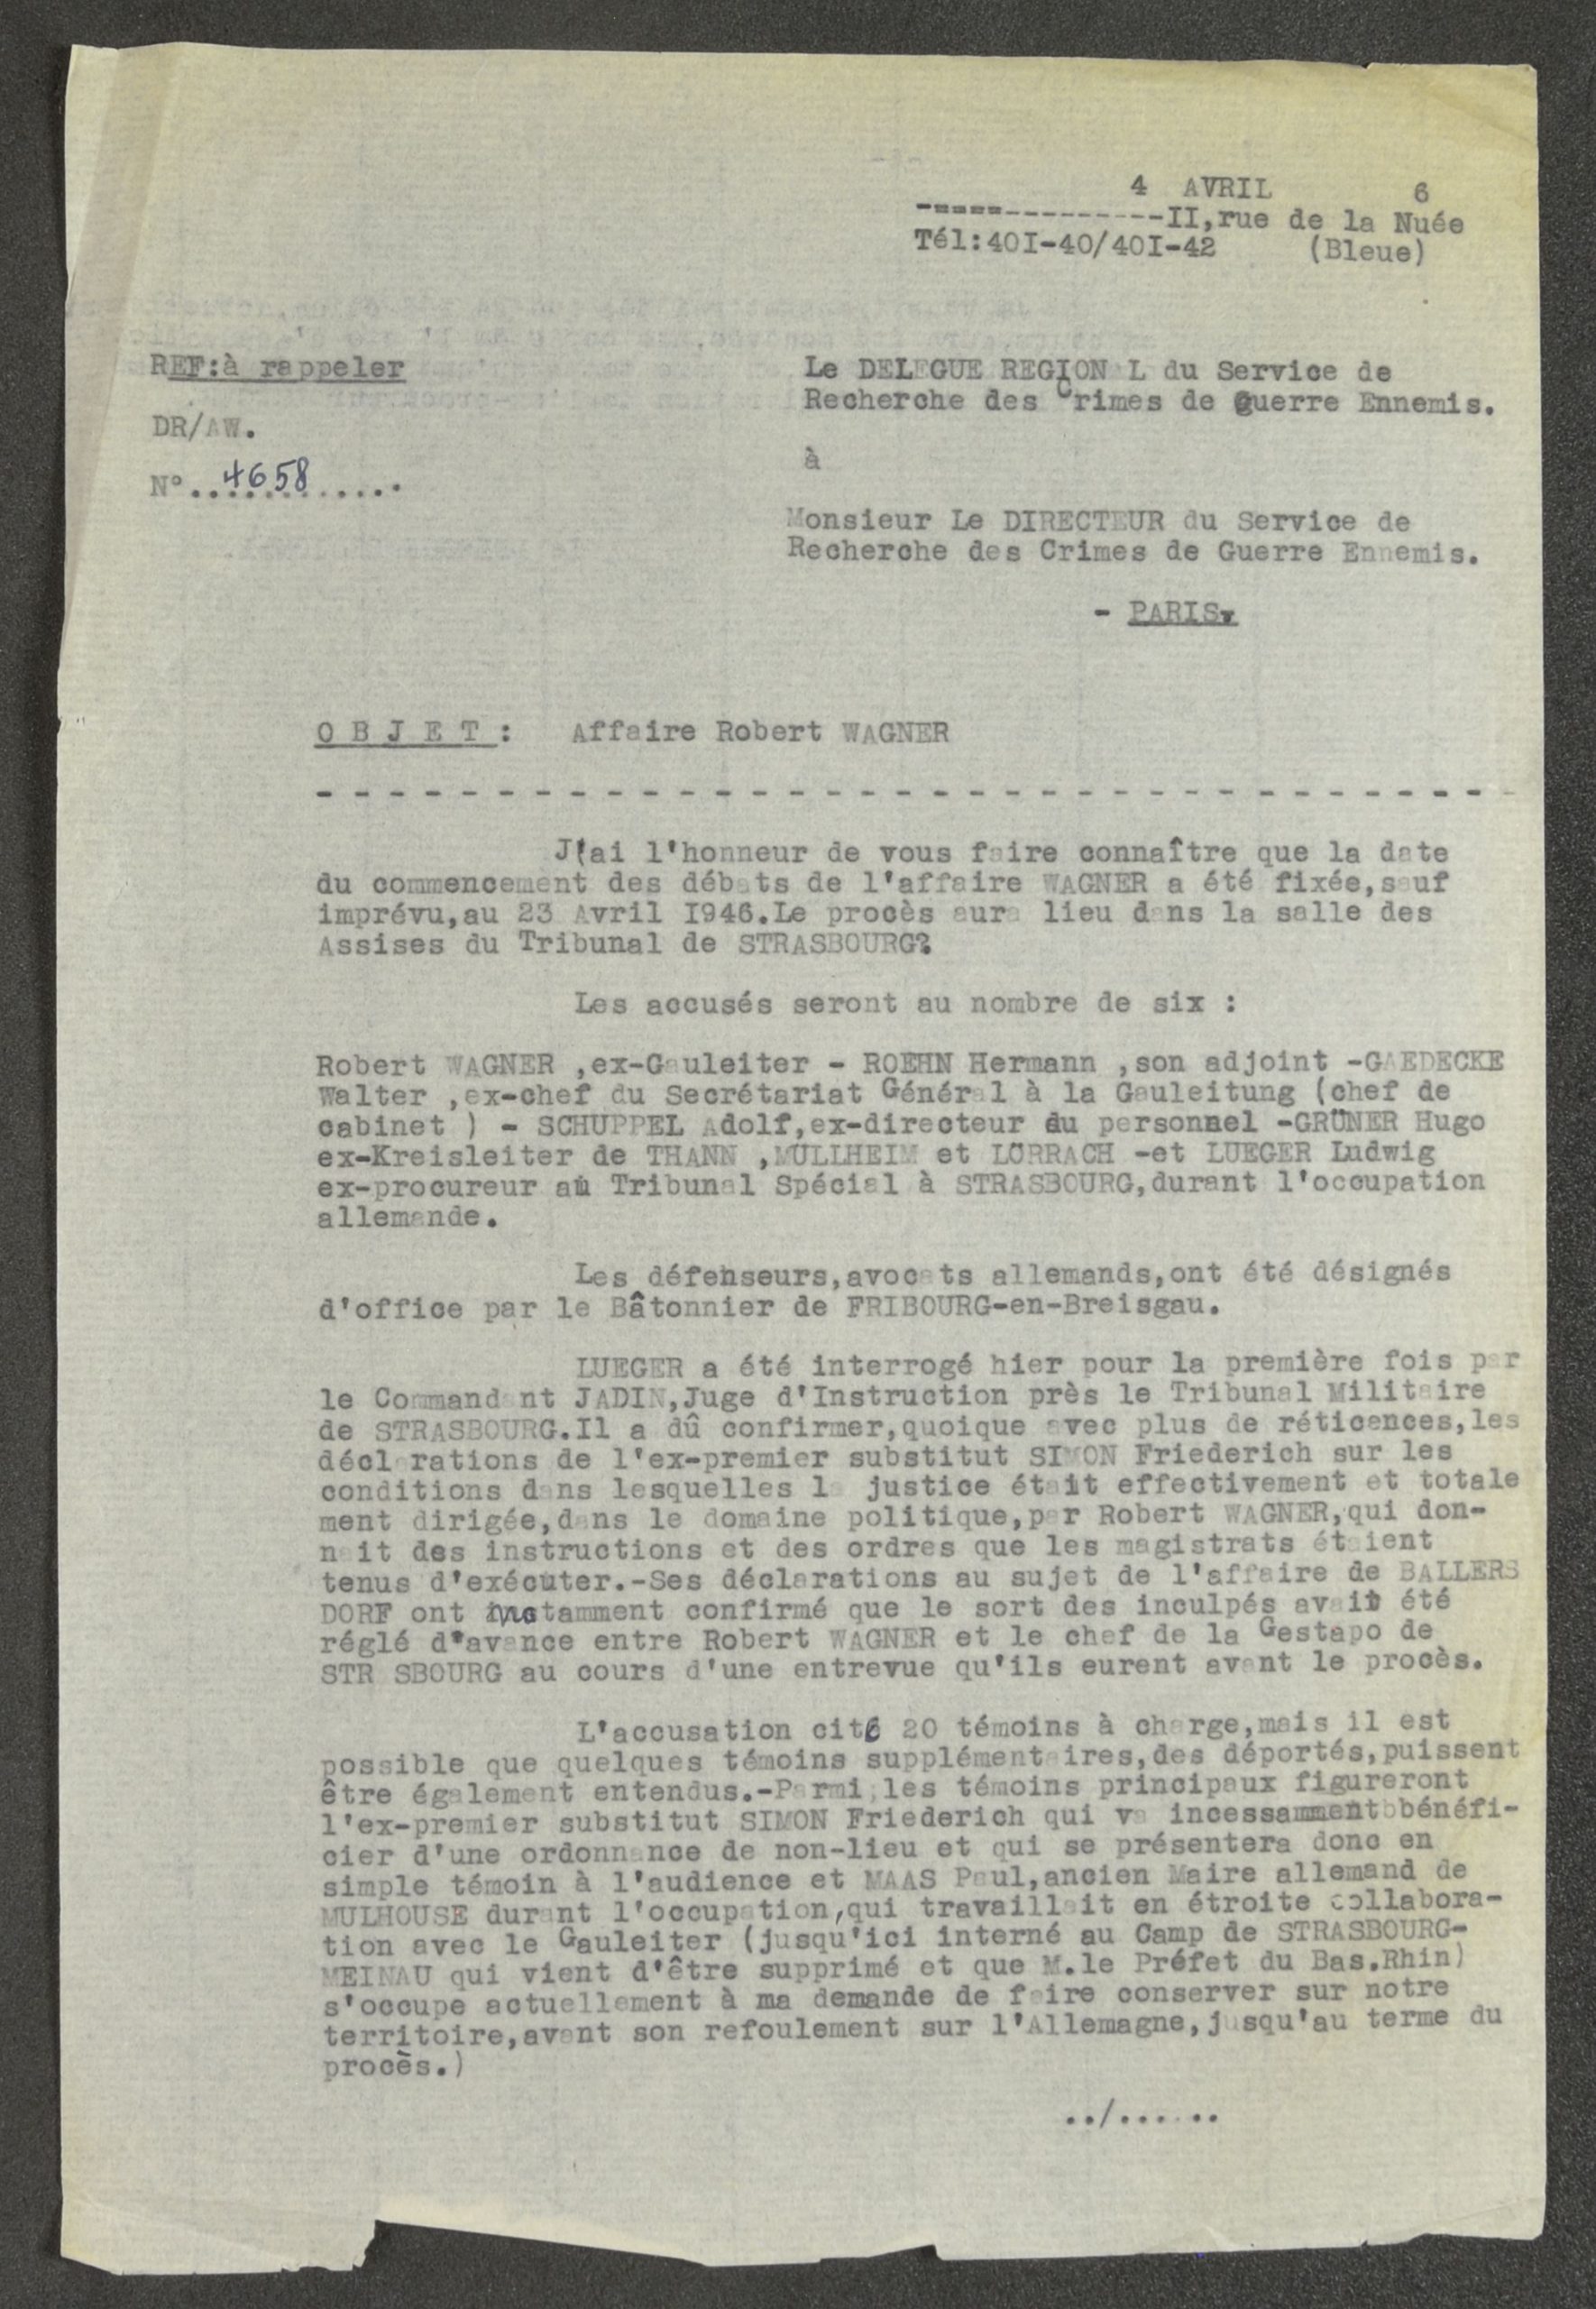 4 AVRIL 6
----------------II,rue de la Nuée
Tél:40I-40/40I-42 (Bleue)
REF:à rappeler
DR/AW.
N°..4658......
Le DELEGUE REGION L du Service de
Recherche des Crimes de Guerre Ennemis.
à
Monsieur Le DIRECTEUR du Service de
Recherche des Crimes de Guerre Ennemis.
- PARIS.
O B J E T : Affaire Robert WAGNER
- - - - - - - - - - - - - - - - - - - - - - - - - - - - - - - - - -
J'ai l'honneur de vous faire connaître que la date
du commencement des débats de l'affaire WAGNER a été fixée,sauf
imprévu,au 23 Avril I946.Le procès aura lieu dans la salle des
Assises du Tribunal de STRASBOURG?
Les accusés seront au nombre de six :
Robert WAGNER ,ex-Gauleiter - ROEHN Hermann ,son adjoint -GAEDECKE
Walter ,ex-chef du Secrétariat Général à la Gauleitung (chef de
cabinet ) - SCHUPPEL Adolf,ex-directeur du personnel -GRÜNER Hugo
ex-Kreisleiter de THANN ,MULLHEIM et LÖRRACH -et LUEGER Ludwig
ex-procureur au Tribunal Spécial à STRASBOURG,durant l'occupation
allemande.
Les défenseurs,avocats allemands,ont été désignés
d'office par le Bâtonnier de FRIBOURG-en-Breisgau.
LUEGER a été interrogé hier pour la première fois par
le Commandant JADIN,Juge d'Instruction près le Tribunal Militaire
de STRASBOURG.Il a dû confirmer,quoique avec plus de réticences,les
déclarations de l'ex-premier substitut SIMON Friederich sur les
conditions dans lesquelles la justice était effectivement et totale
ment dirigée,dans le domaine politique,par Robert WAGNER,qui don-
nait des instructions et des ordres que les magistrats étaient
tenus d'exécuter.-Ses déclarations au sujet de l'affaire de BALLERS
DORF ont notamment confirmé que le sort des inculpés avait été
réglé d'avance entre Robert WAGNER et le chef de la Gestapo de
STR SBOURG au cours d'une entrevue qu'ils eurent avant le procès.
L'accusation cité 20 témoins à charge,mais il est
possible que quelques témoins supplémentaires,des déportés,puissent
être également entendus.-Parmi,les témoins principaux figureront
l'ex-premier substitut SIMON Friederich qui va incessamment bénéfi-
cier d'une ordonnance de non-lieu et qui se présentera donc en
simple témoin à l'audience et MAAS Paul,ancien Maire allemand de
MULHOUSE durant l'occupation,qui travaillait en étroite collabora-
tion avec le Gauleiter (jusqu'ici interné au Camp de STRASBOURG-
MEINAU qui vient d'être supprimé et que M.le Préfet du Bas.Rhin)
s'occupe actuellement à ma demande de faire conserver sur notre
territoire,avant son refoulement sur l'Allemagne,jusqu'au terme du
procès.)
../......